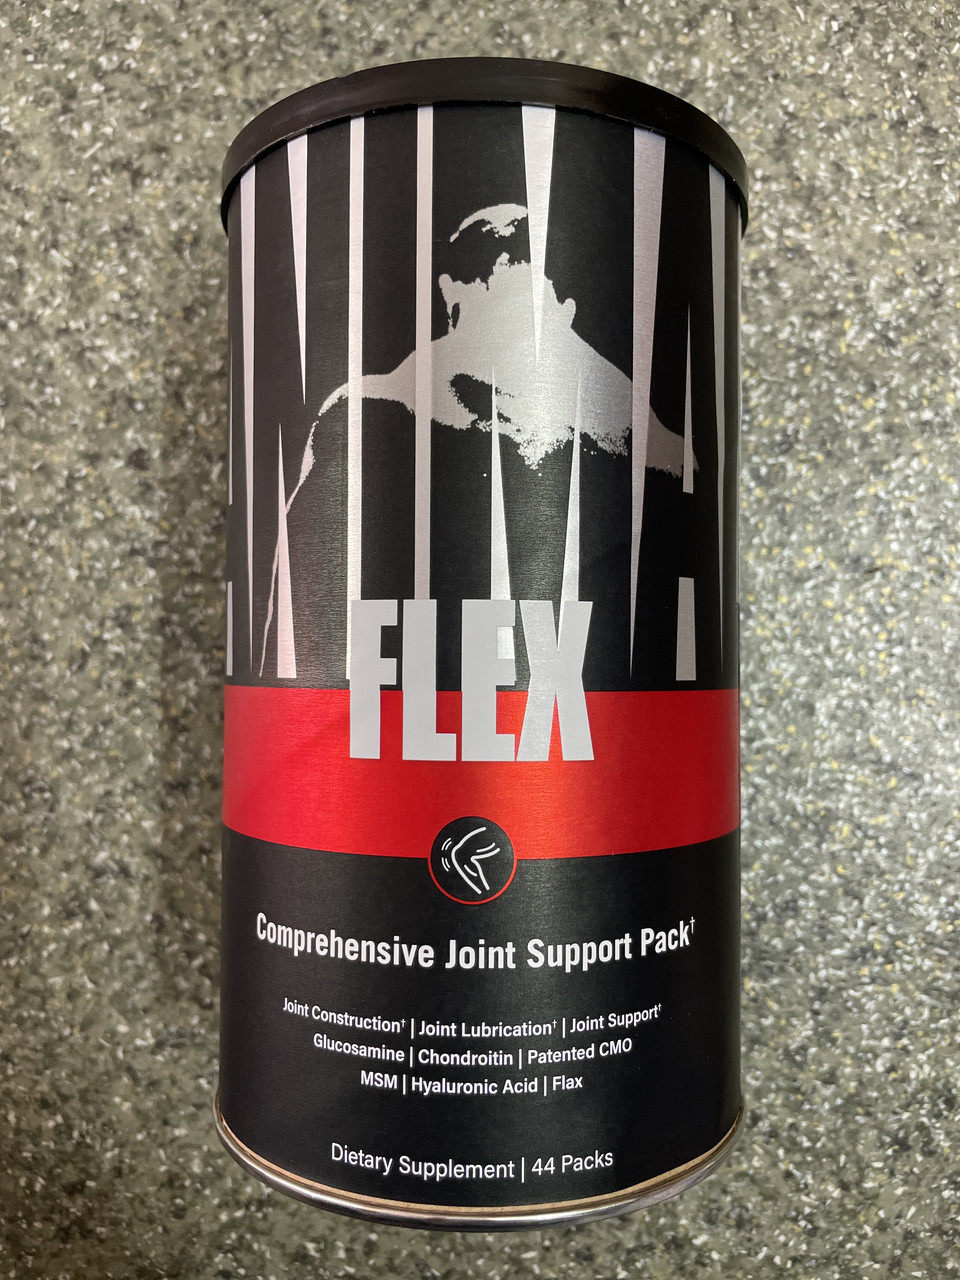 ANIMAL
FLEX
Comprehensive Joint Support Pack†
Joint Construction† | Joint Lubrication† | Joint Support†
Glucosamine | Chondroitin | Patented CMO
MSM | Hyaluronic Acid | Flax
Dietary Supplement | 44 Packs